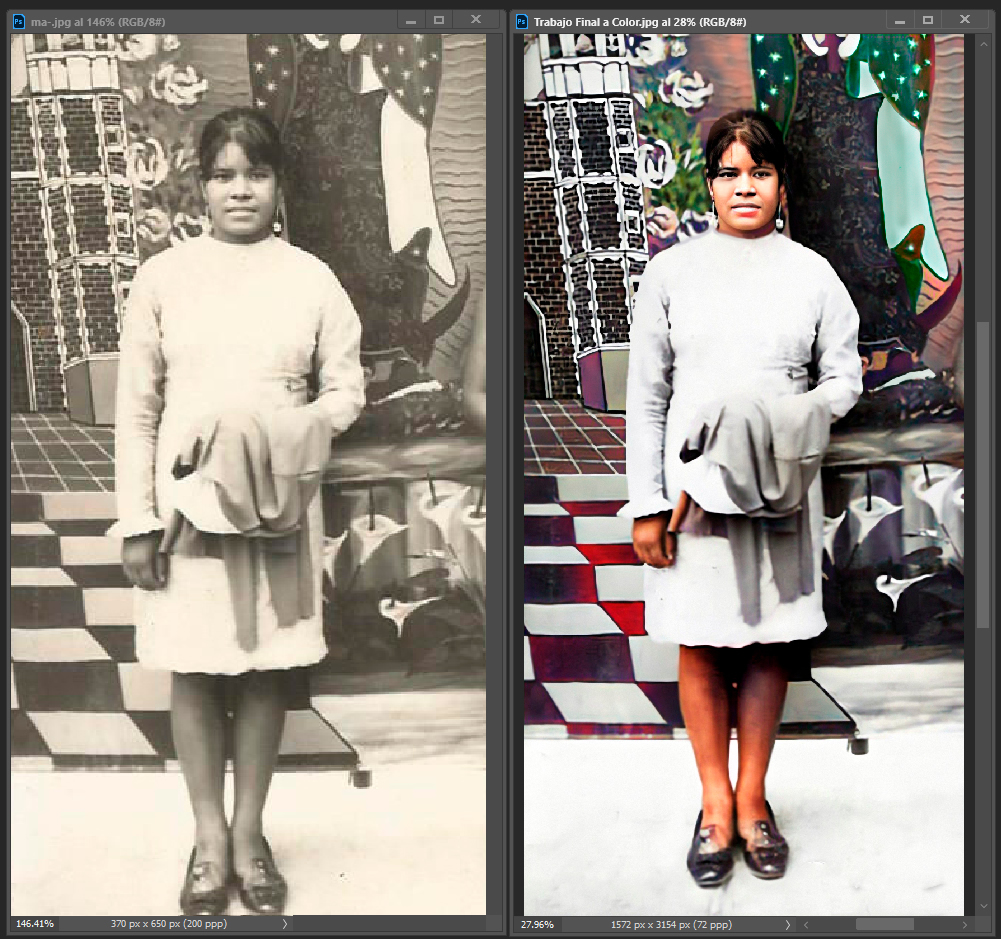 Ps ma-.jpg al 146% (RGB/8#)
Ps Trabajo Final a Color.jpg al 28% (RGB/8#)
146.41% 370 px x 650 px (200 ppp)
27.96% 1572 px x 3154 px (72 ppp)